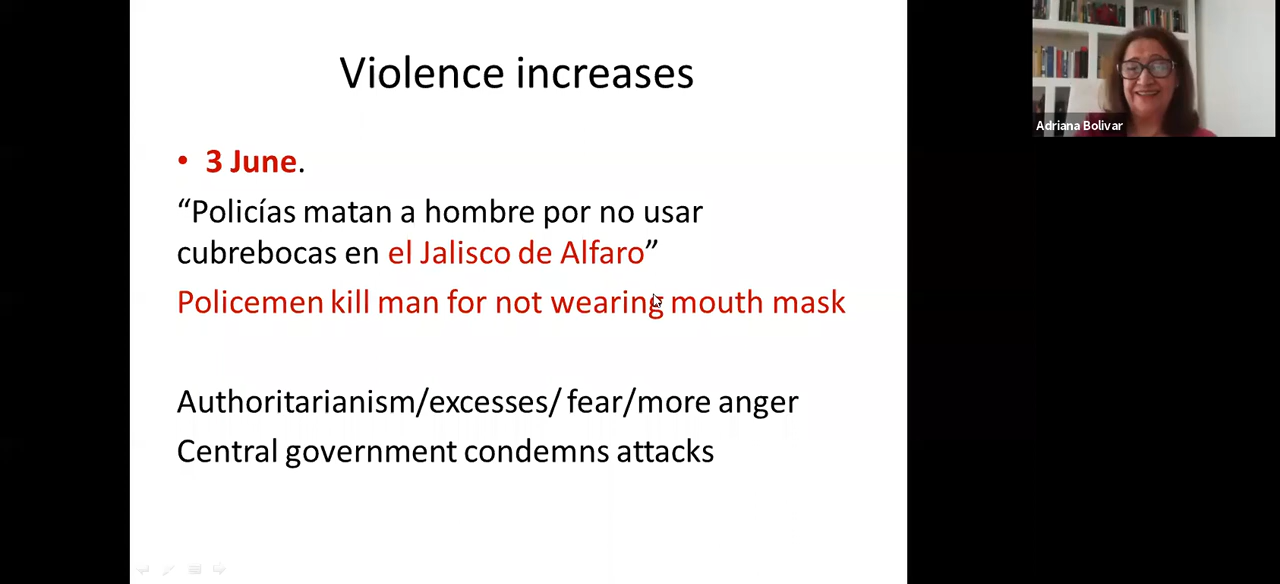 Violence increases
• 3 June.
“Policías matan a hombre por no usar
cubrebocas en el Jalisco de Alfaro”
Policemen kill man for not wearing mouth mask
Authoritarianism/excesses/ fear/more anger
Central government condemns attacks
Adriana Bolivar